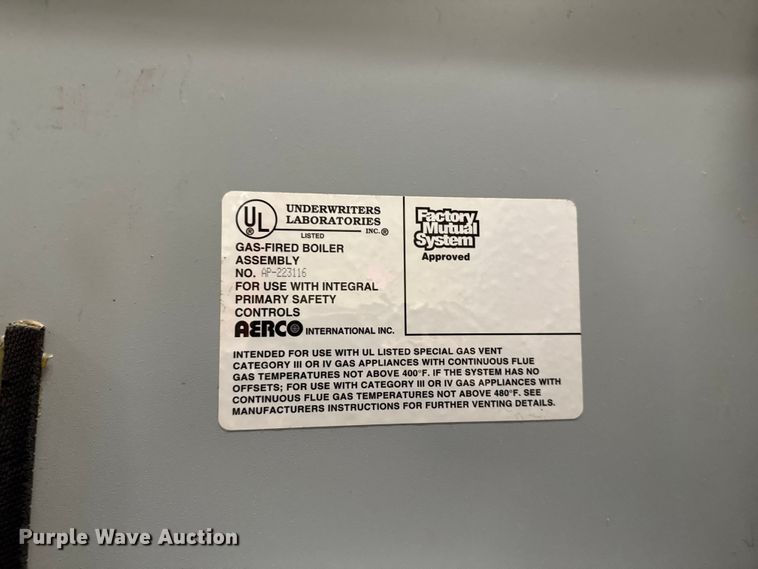 UL
®
UNDERWRITERS
LABORATORIES
INC.®
LISTED
GAS-FIRED BOILER
ASSEMBLY
NO. AP-223116
FOR USE WITH INTEGRAL
PRIMARY SAFETY
CONTROLS
AERCO INTERNATIONAL INC.
Factory
Mutual
System
Approved
INTENDED FOR USE WITH UL LISTED SPECIAL GAS VENT
CATEGORY III OR IV GAS APPLIANCES WITH CONTINUOUS FLUE
GAS TEMPERATURES NOT ABOVE 400°F. IF THE SYSTEM HAS NO
OFFSETS; FOR USE WITH CATEGORY III OR IV GAS APPLIANCES WITH
CONTINUOUS FLUE GAS TEMPERATURES NOT ABOVE 480°F. SEE
MANUFACTURERS INSTRUCTIONS FOR FURTHER VENTING DETAILS.
Purple Wave Auction